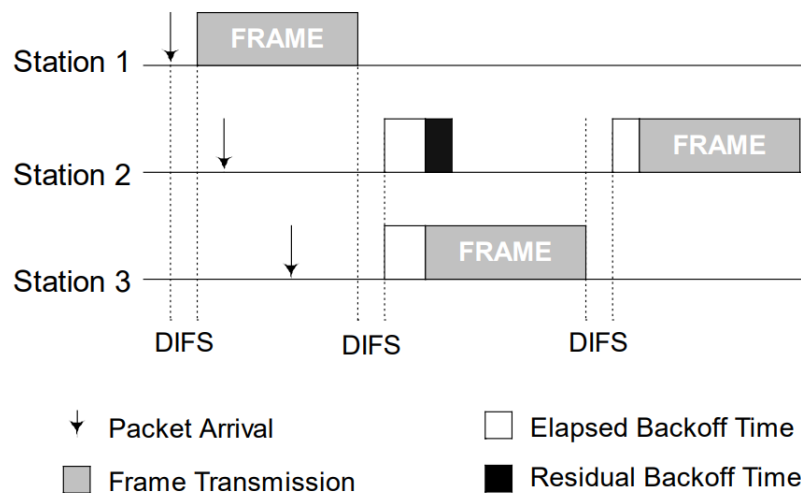 Station 1
FRAME
Station 2
FRAME
Station 3
FRAME
DIFS DIFS DIFS
Packet Arrival
Elapsed Backoff Time
Frame Transmission
Residual Backoff Time